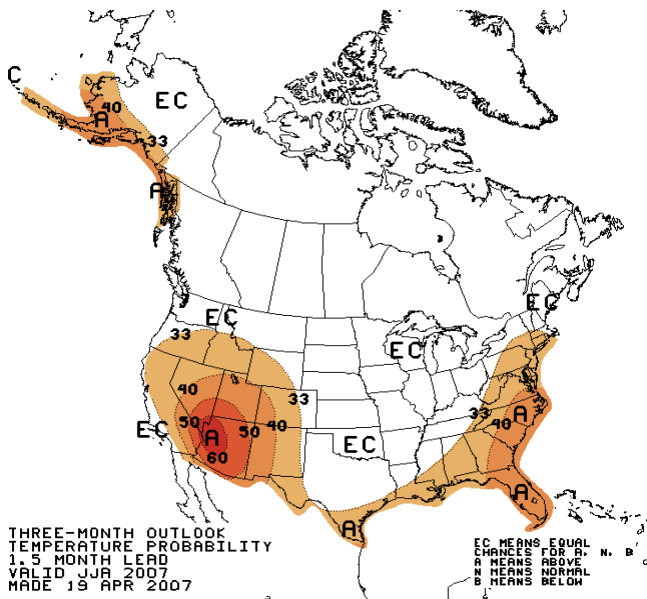 C
EC
40
A
33
A
EC
EC
33
EC
40
33
33
50
A
50
40
EC
60
EC
A
40
A
A
THREE-MONTH OUTLOOK
TEMPERATURE PROBABILITY
1.5 MONTH LEAD
VALID JJA 2007
MADE 19 APR 2007
EC MEANS EQUAL
CHANCES FOR A, N, B
A MEANS ABOVE
N MEANS NORMAL
B MEANS BELOW